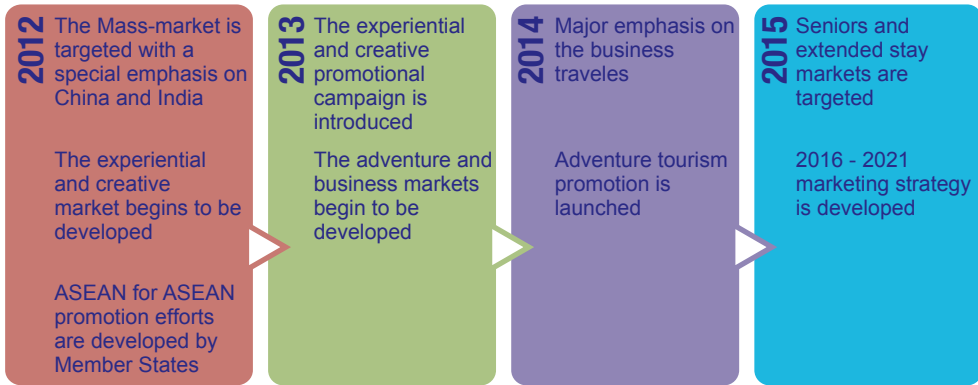 2012
The Mass-market is
targeted with a
special emphasis on
China and India
The experiential
and creative
market begins to be
developed
ASEAN for ASEAN
promotion efforts
are developed by
Member States
2013
The experiential
and creative
promotional
campaign is
introduced
The adventure and
business markets
begin to be
developed
2014
Major emphasis on
the business
traveles
Adventure tourism
promotion is
launched
2015
Seniors and
extended stay
markets are
targeted
2016 - 2021
marketing strategy
is developed